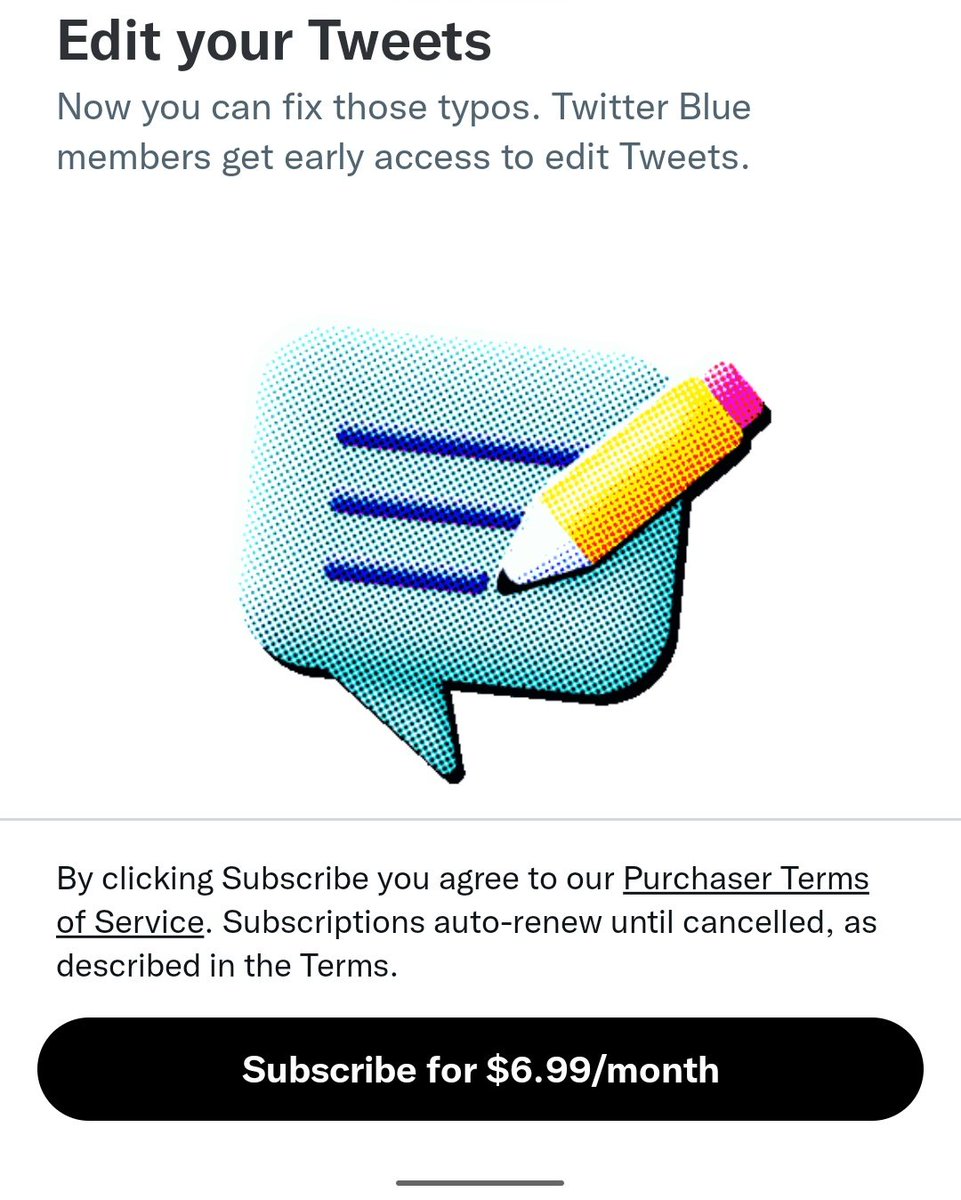 Edit your Tweets
Now you can fix those typos. Twitter Blue
members get early access to edit Tweets.
By clicking Subscribe you agree to our Purchaser Terms
of Service. Subscriptions auto-renew until cancelled, as
described in the Terms.
Subscribe for $6.99/month